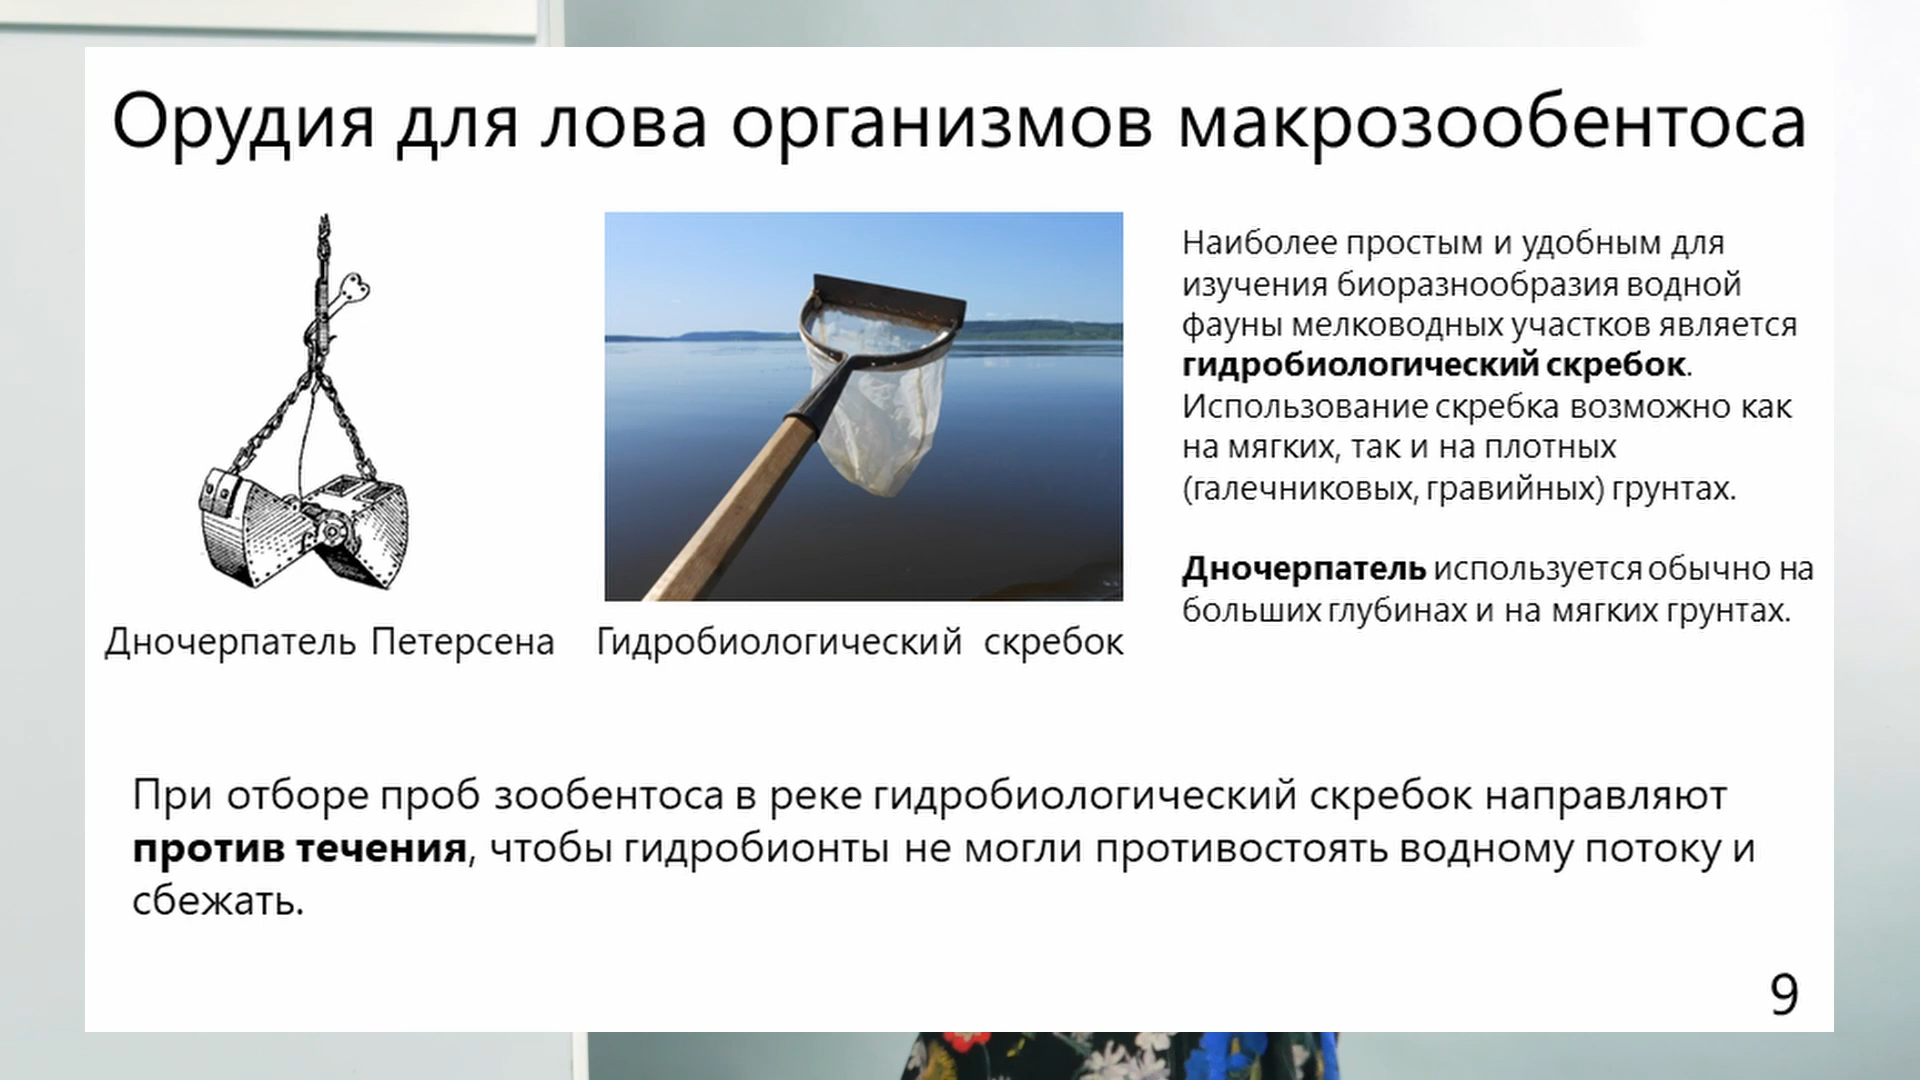 Орудия для лова организмов макрозообентоса
Наиболее простым и удобным для
изучения биоразнообразия водной
фауны мелководных участков является
гидробиологический скребок.
Использование скребка возможно как
на мягких, так и на плотных
(галечниковых, гравийных) грунтах.
Дночерпатель используется обычно на
больших глубинах и на мягких грунтах.
Дночерпатель Петерсена
Гидробиологический скребок
При отборе проб зообентоса в реке гидробиологический скребок направляют
против течения, чтобы гидробионты не могли противостоять водному потоку и
сбежать.
9